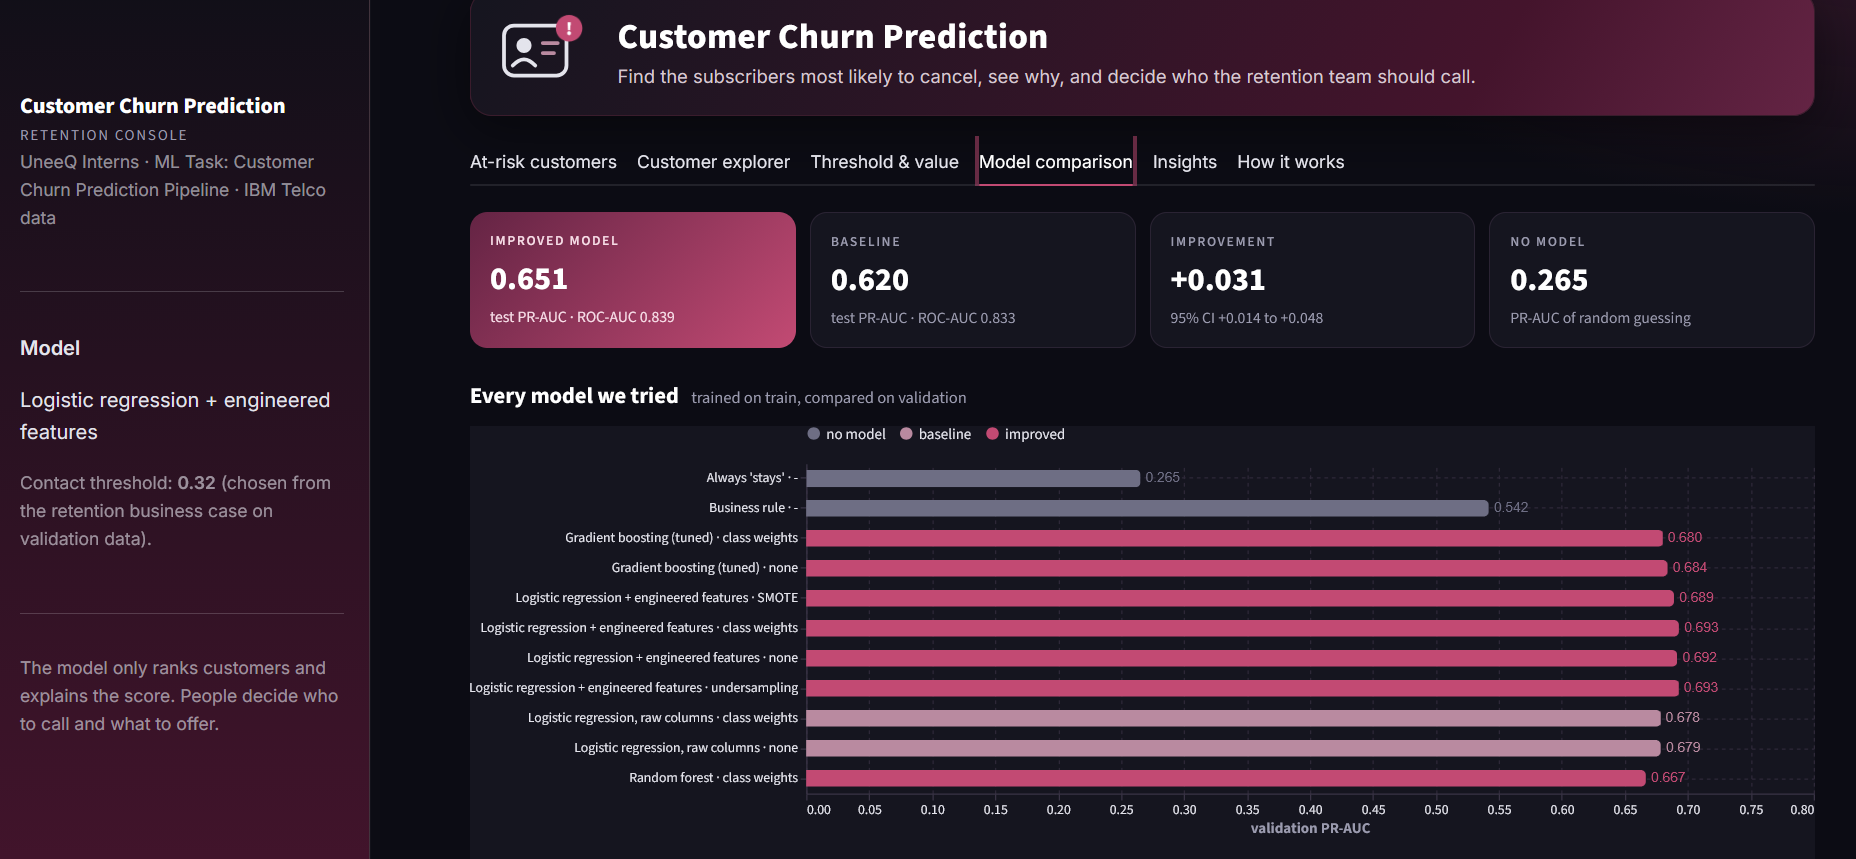 Customer Churn Prediction
RETENTION CONSOLE
UneeQ Interns · ML Task: Customer
Churn Prediction Pipeline · IBM Telco
data
Model
Logistic regression + engineered
features
Contact threshold: 0.32 (chosen from
the retention business case on
validation data).
The model only ranks customers and
explains the score. People decide who
to call and what to offer.
!
Customer Churn Prediction
Find the subscribers most likely to cancel, see why, and decide who the retention team should call.
At-risk customers Customer explorer Threshold & value Model comparison Insights How it works
IMPROVED MODEL
0.651
test PR-AUC · ROC-AUC 0.839
BASELINE
0.620
test PR-AUC · ROC-AUC 0.833
IMPROVEMENT
+0.031
95% CI +0.014 to +0.048
NO MODEL
0.265
PR-AUC of random guessing
Every model we tried trained on train, compared on validation
no model baseline improved
Always 'stays' · - 0.265
Business rule · - 0.542
Gradient boosting (tuned) · class weights 0.680
Gradient boosting (tuned) · none 0.684
Logistic regression + engineered features · SMOTE 0.689
Logistic regression + engineered features · class weights 0.693
Logistic regression + engineered features · none 0.692
Logistic regression + engineered features · undersampling 0.693
Logistic regression, raw columns · class weights 0.678
Logistic regression, raw columns · none 0.679
Random forest · class weights 0.667
0.00 0.05 0.10 0.15 0.20 0.25 0.30 0.35 0.40 0.45 0.50 0.55 0.60 0.65 0.70 0.75 0.80
validation PR-AUC